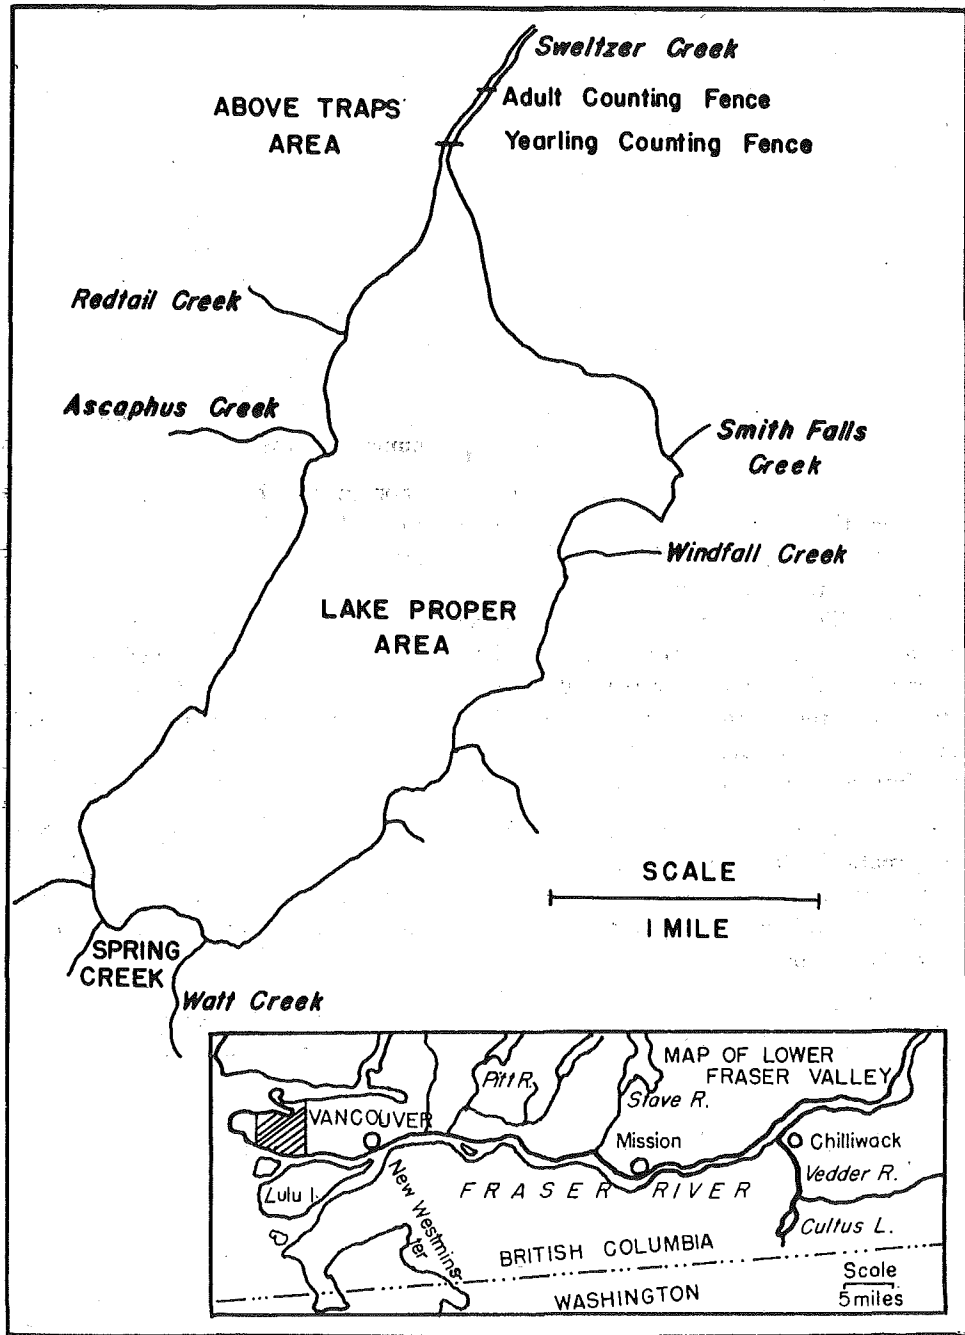 Sweltzer Creek
Adult Counting Fence
Yearling Counting Fence
ABOVE TRAPS
AREA
Redtail Creek
Ascaphus Creek
Smith Falls
Creek
Windfall Creek
LAKE PROPER
AREA
SCALE
1 MILE
SPRING
CREEK
Watt Creek
MAP OF LOWER
FRASER VALLEY
Pitt R.
Stave R.
VANCOUVER
Mission
Chilliwack
Vedder R.
Lulu I.
New Westmins-
ter
FRASER RIVER
Cultus L.
BRITISH COLUMBIA
WASHINGTON
Scale
5 miles